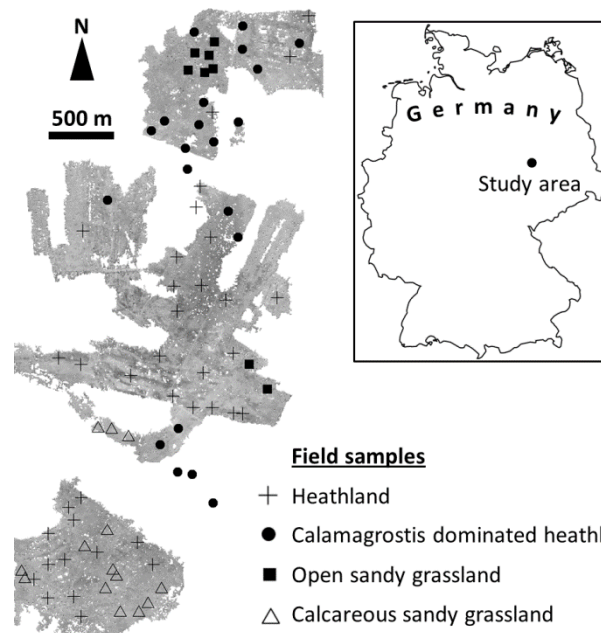 N
500 m
Germany
Study area
Field samples
Heathland
Calamagrostis dominated heathl
Open sandy grassland
Calcareous sandy grassland